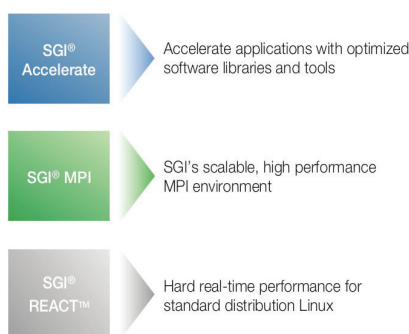 SGI®
Accelerate
Accelerate applications with optimized
software libraries and tools
SGI® MPI
SGI's scalable, high performance
MPI environment
SGI®
REACT™
Hard real-time performance for
standard distribution Linux